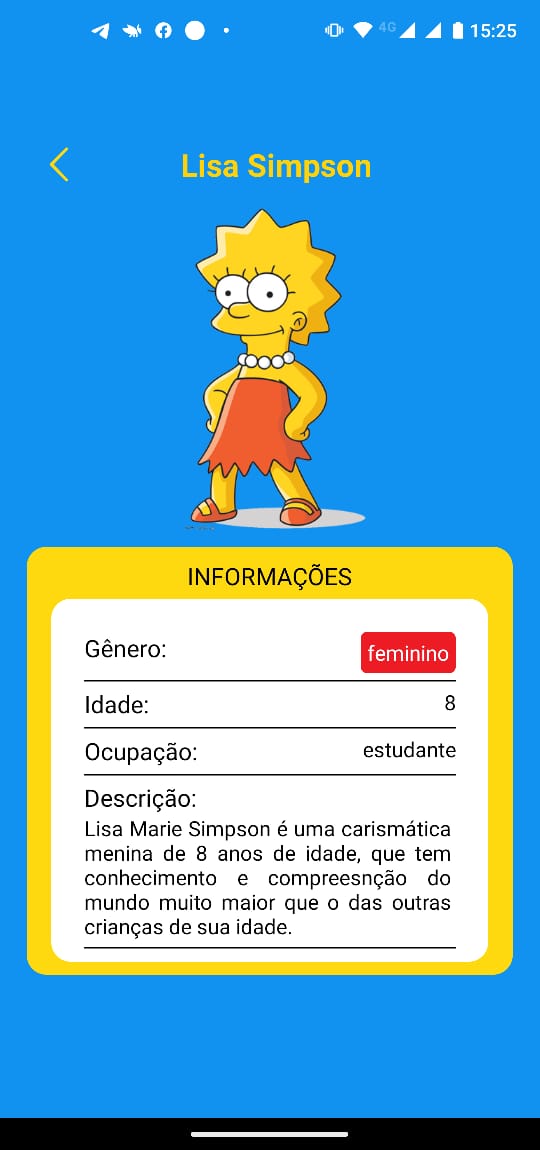 4G 15:25
Lisa Simpson
INFORMAÇÕES
Gênero: feminino
Idade: 8
Ocupação: estudante
Descrição:
Lisa Marie Simpson é uma carismática
menina de 8 anos de idade, que tem
conhecimento e compreesnção do
mundo muito maior que o das outras
crianças de sua idade.